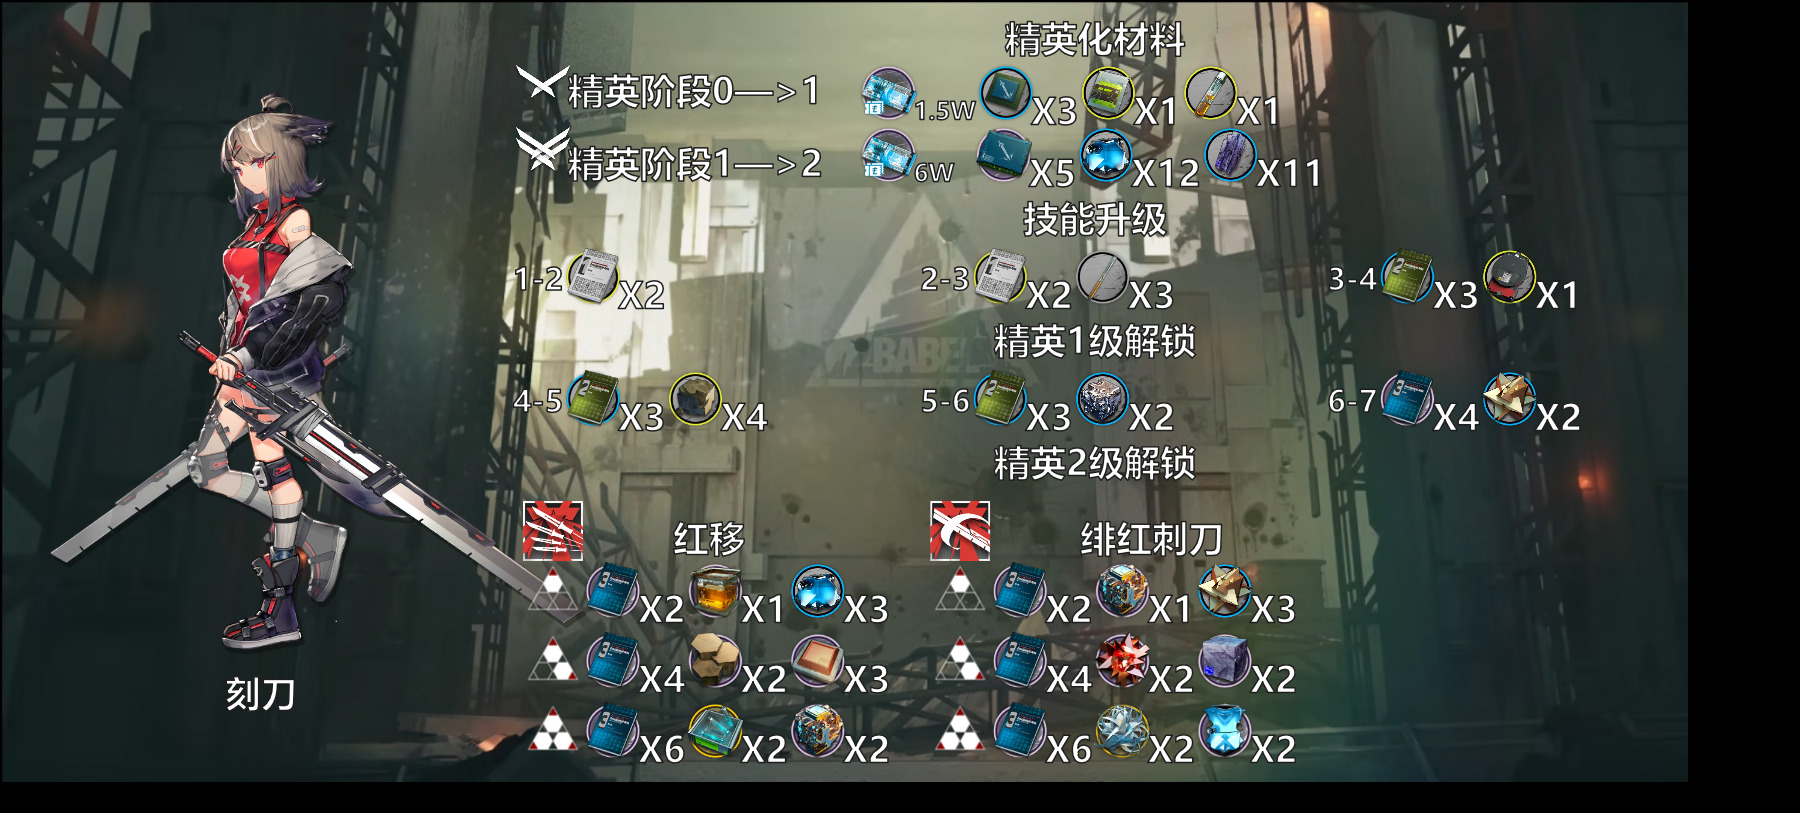 精英化材料
精英阶段0—>1 1.5W X3 X1 X1
精英阶段1—>2 6W X5 X12 X11
技能升级
1-2 X2 2-3 X2 X3 3-4 X3 X1
BABEL
精英1级解锁
4-5 X3 X4 5-6 X3 X2 6-7 X4 X2
精英2级解锁
红移 绯红刺刀
X2 X1 X3 X2 X1 X3
X4 X2 X3 X4 X2 X2
X6 X2 X2 X6 X2 X2
刻刀